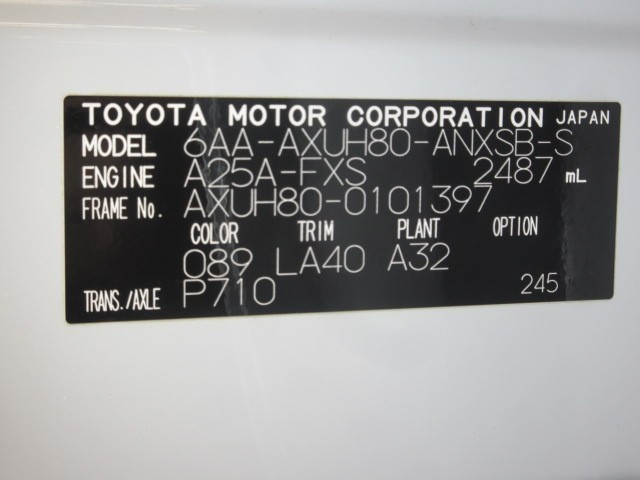 TOYOTA MOTOR CORPORATION JAPAN
MODEL 6AA-AXUH80-ANXSB-S
ENGINE A25A-FXS 2487 mL
FRAME No. AXUH80-0101397
COLOR TRIM PLANT OPTION
089 LA40 A32
TRANS./AXLE P710 245